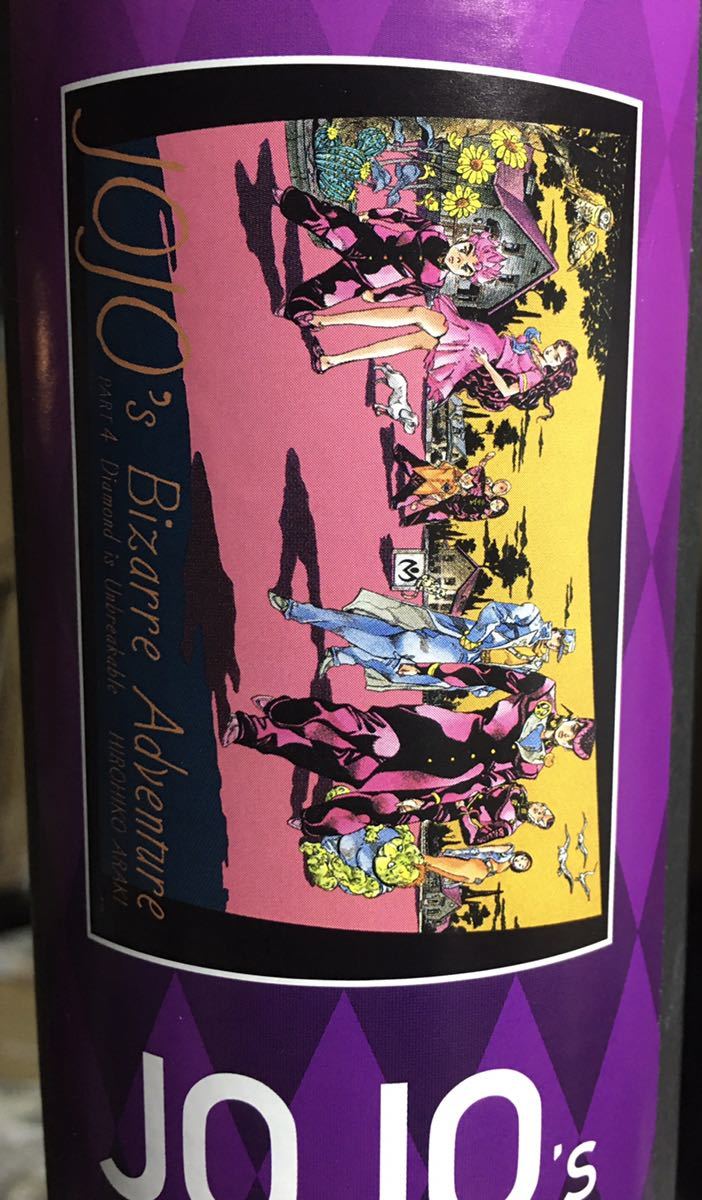 JOJO's Bizarre Adventure
PART 4 Diamond is Unbreakable HIROHIKO ARAKI
JOJO's